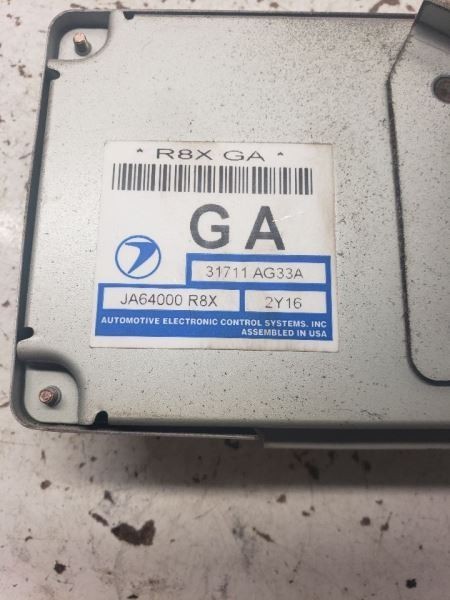 * R8X GA *
GA
31711 AG33A
JA64000 R8X 2Y16
AUTOMOTIVE ELECTRONIC CONTROL SYSTEMS, INC
ASSEMBLED IN USA